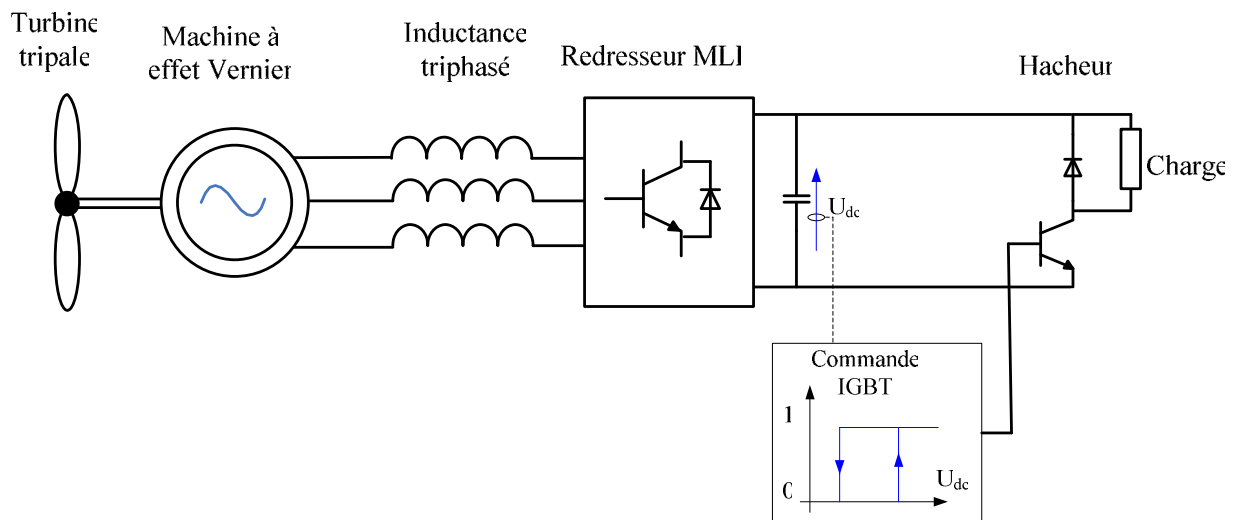 Turbine
tripale
Machine à
effet Vernier
Inductance
triphasé
Redresseur MLI
Hacheur
Charge
Udc
Commande
IGBT
1
0
Udc